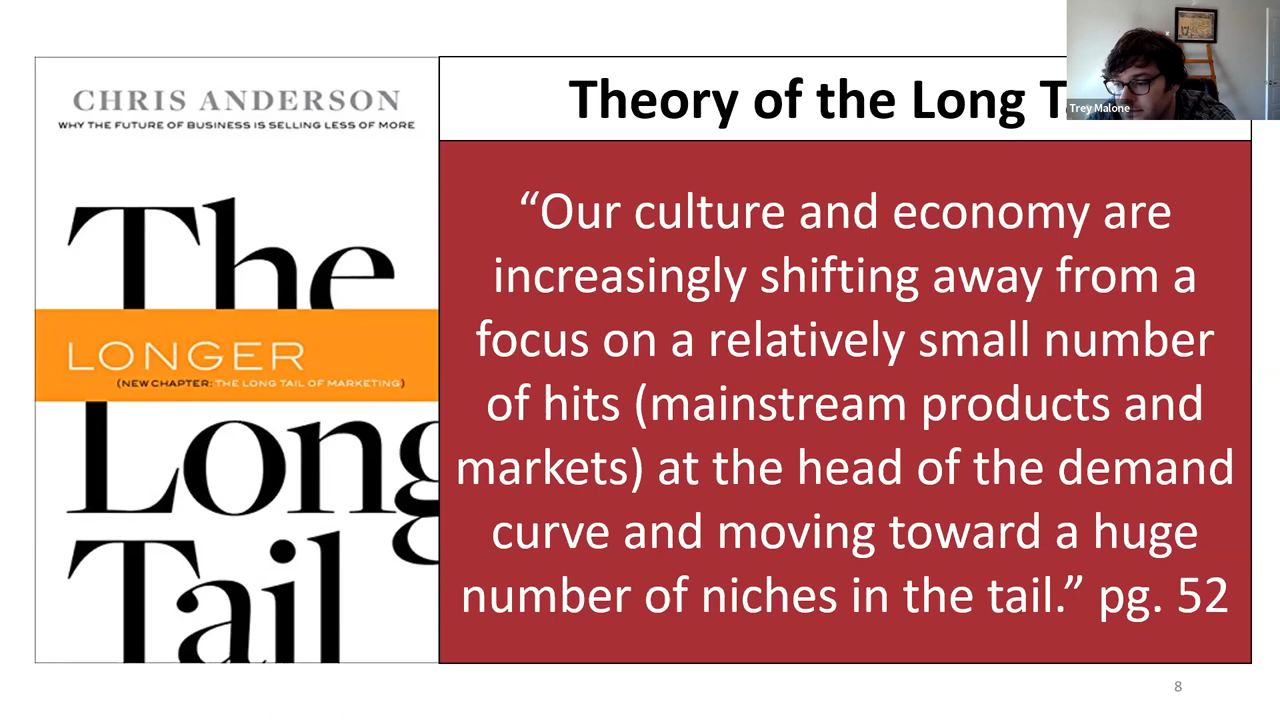 CHRIS ANDERSON
WHY THE FUTURE OF BUSINESS IS SELLING LESS OF MORE
The
LONGER
(NEW CHAPTER: THE LONG TAIL OF MARKETING)
Long
Tail
Theory of the Long
Trey Malone
“Our culture and economy are
increasingly shifting away from a
focus on a relatively small number
of hits (mainstream products and
markets) at the head of the demand
curve and moving toward a huge
number of niches in the tail.” pg. 52
8